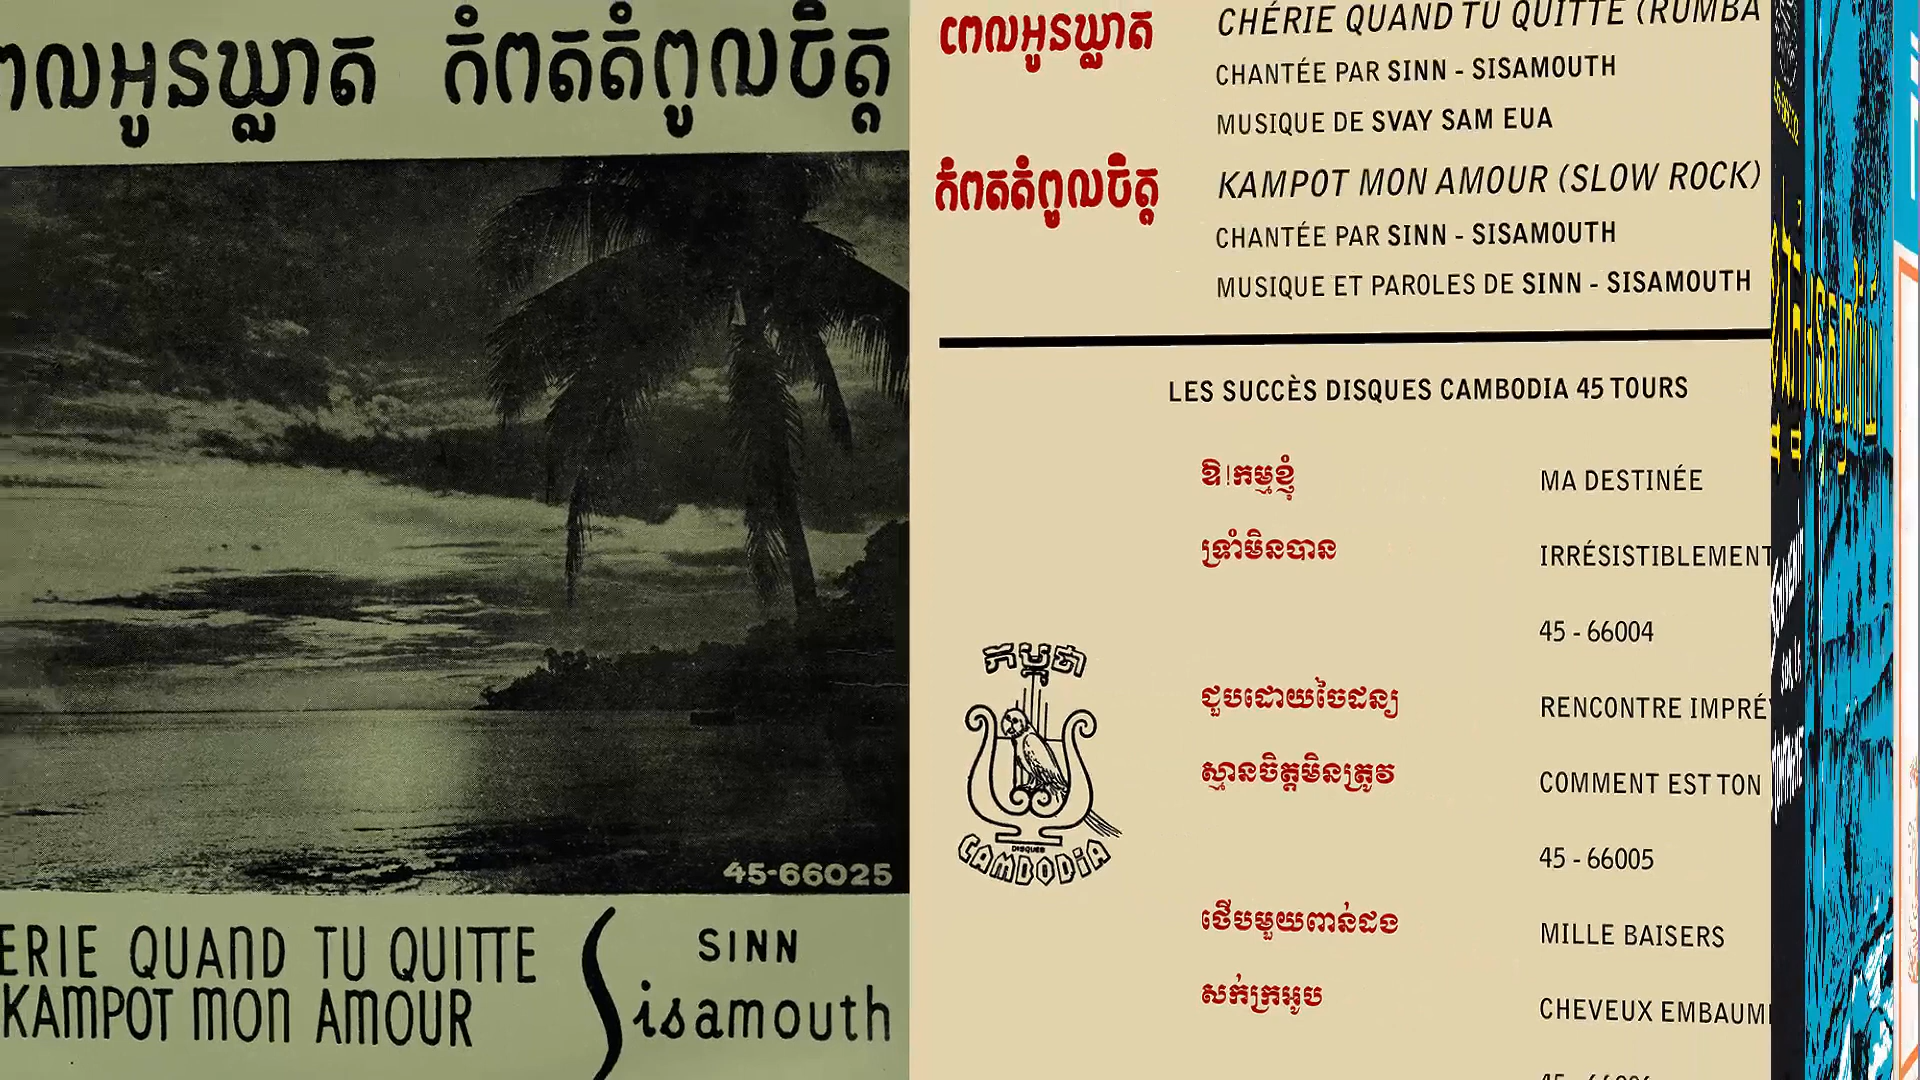 ពេលអូនឃ្លាត កំពតតំពូលចិត្ត
45-66025
ERIE QUAND TU QUITTE
KAMPOT MON AMOUR
SINN
Sisamouth
ពេលអូនឃ្លាត
CHÉRIE QUAND TU QUITTE (RUMBA
CHANTÉE PAR SINN - SISAMOUTH
MUSIQUE DE SVAY SAM EUA
កំពតតំពូលចិត្ត
KAMPOT MON AMOUR (SLOW ROCK)
CHANTÉE PAR SINN - SISAMOUTH
MUSIQUE ET PAROLES DE SINN - SISAMOUTH
LES SUCCÈS DISQUES CAMBODIA 45 TOURS
ឱ!កម្មខ្ញុំ MA DESTINÉE
ទ្រាំមិនបាន IRRÉSISTIBLEMENT
45 - 66004
ជួបដោយចៃដន្យ RENCONTRE IMPRÉ
ស្មានចិត្តមិនត្រូវ COMMENT EST TON
45 - 66005
ថើបមួយពាន់ដង MILLE BAISERS
សក់ក្រអូប CHEVEUX EMBAUM
កម្ពុជា
DISQUES
CAMBODIA